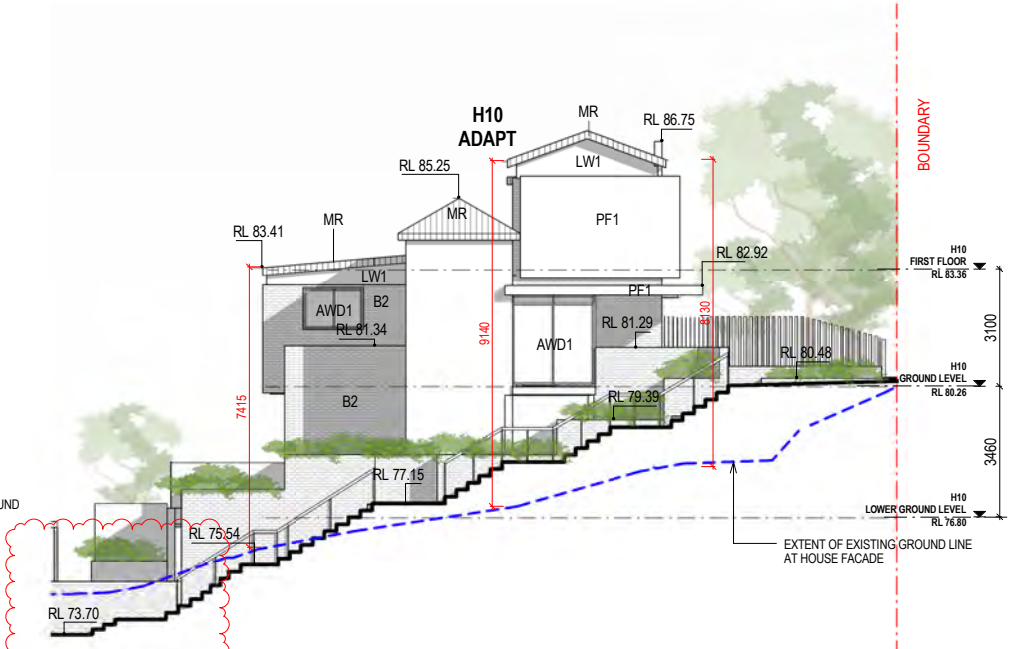 H10
ADAPT
MR
RL 86.75
LW1
RL 85.25
MR
PF1
MR
RL 83.41
LW1
B2
AWD1
RL 81.34
B2
7415
9140
8130
RL 82.92
PF1
AWD1
RL 81.29
RL 80.48
RL 79.39
RL 77.15
RL 75.54
RL 73.70
UND
BOUNDARY
H10
FIRST FLOOR
RL 83.36
3100
H10
GROUND LEVEL
RL 80.26
3460
H10
LOWER GROUND LEVEL
RL 76.80
EXTENT OF EXISTING GROUND LINE
AT HOUSE FACADE